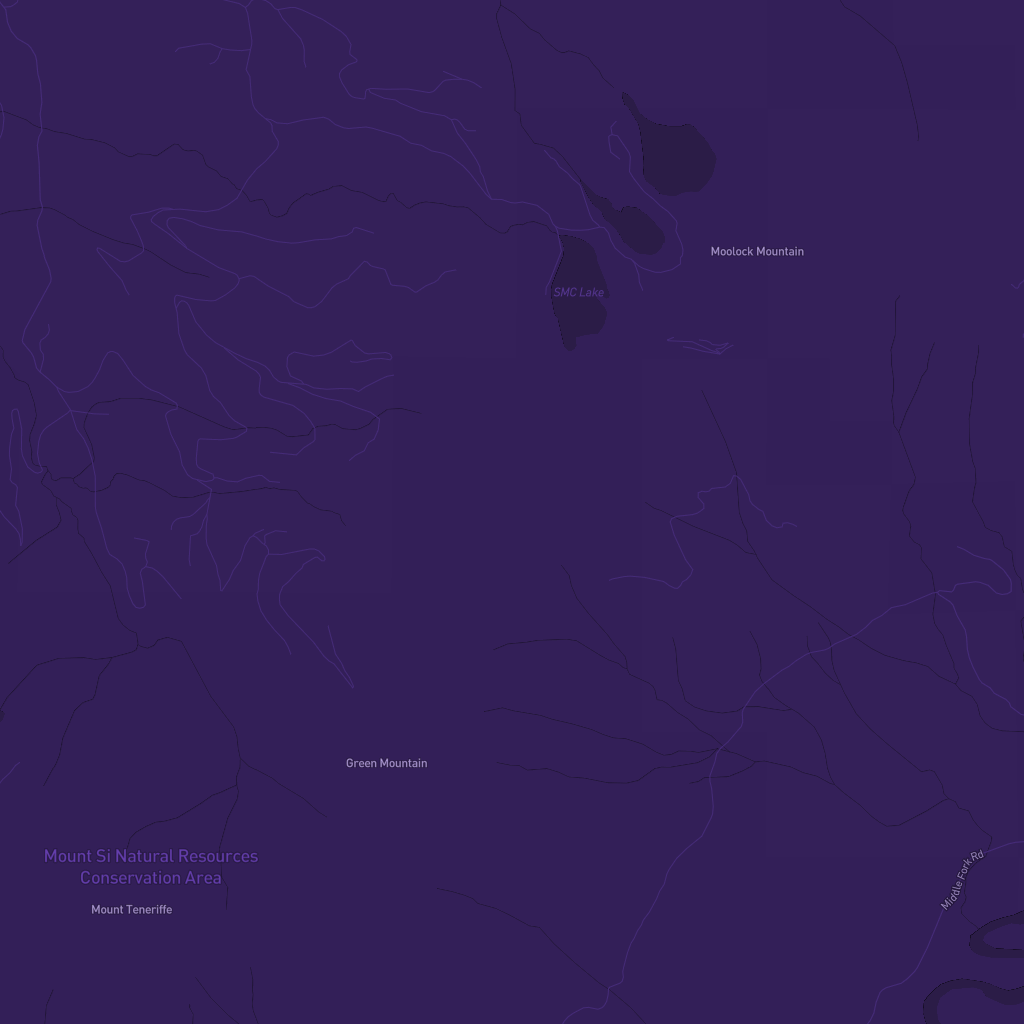 Moolock Mountain
SMC Lake
Green Mountain
Mount Si Natural Resources
Conservation Area
Middle Fork Rd
Mount Teneriffe